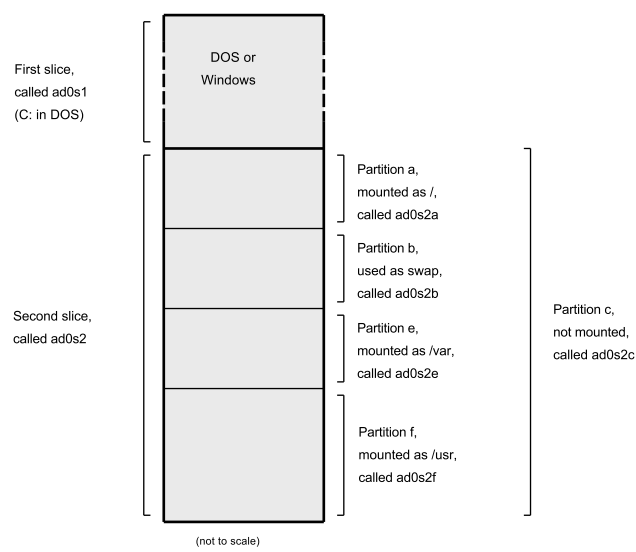 DOS or
Windows
First slice,
called ad0s1
(C: in DOS)
Partition a,
mounted as /,
called ad0s2a
Partition b,
used as swap,
called ad0s2b
Second slice,
called ad0s2
Partition e,
mounted as /var,
called ad0s2e
Partition c,
not mounted,
called ad0s2c
Partition f,
mounted as /usr,
called ad0s2f
(not to scale)